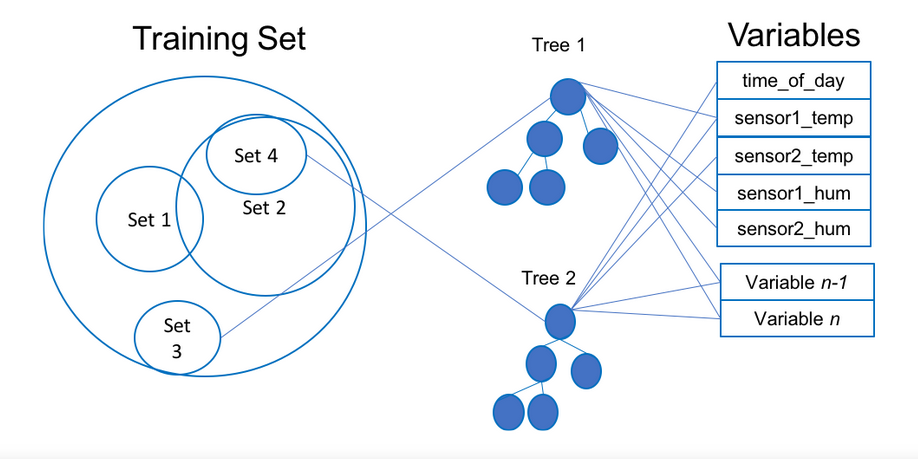 Training Set
Set 1
Set 2
Set 4
Set
3
Tree 1
Tree 2
Variables
time_of_day
sensor1_temp
sensor2_temp
sensor1_hum
sensor2_hum
Variable n-1
Variable n